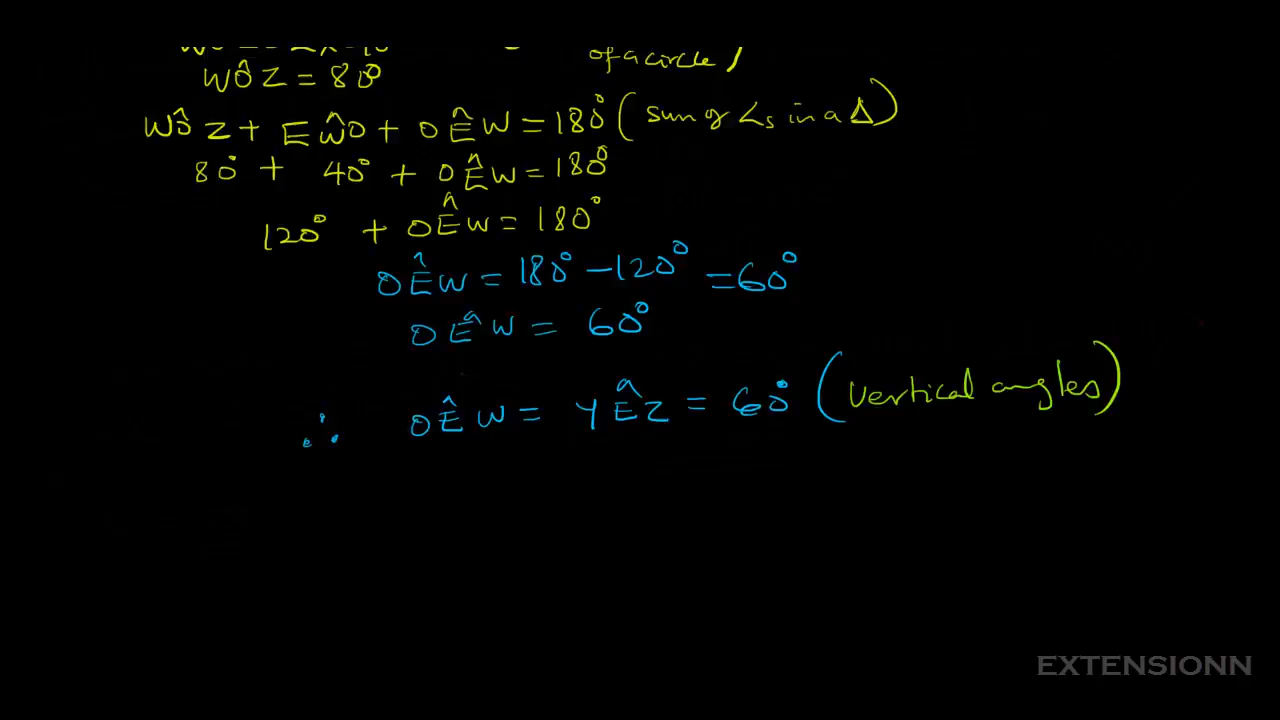 of a circle)
WÔZ = 80°
WÔZ + EŴO + OÊW = 180° (sum of ∠s in a Δ)
80° + 40° + OÊW = 180°
120° + OÊW = 180°
OÊW = 180° - 120° = 60°
OÊW = 60°
∴ OÊW = YÊZ = 60° (vertical angles)
EXTENSIONN